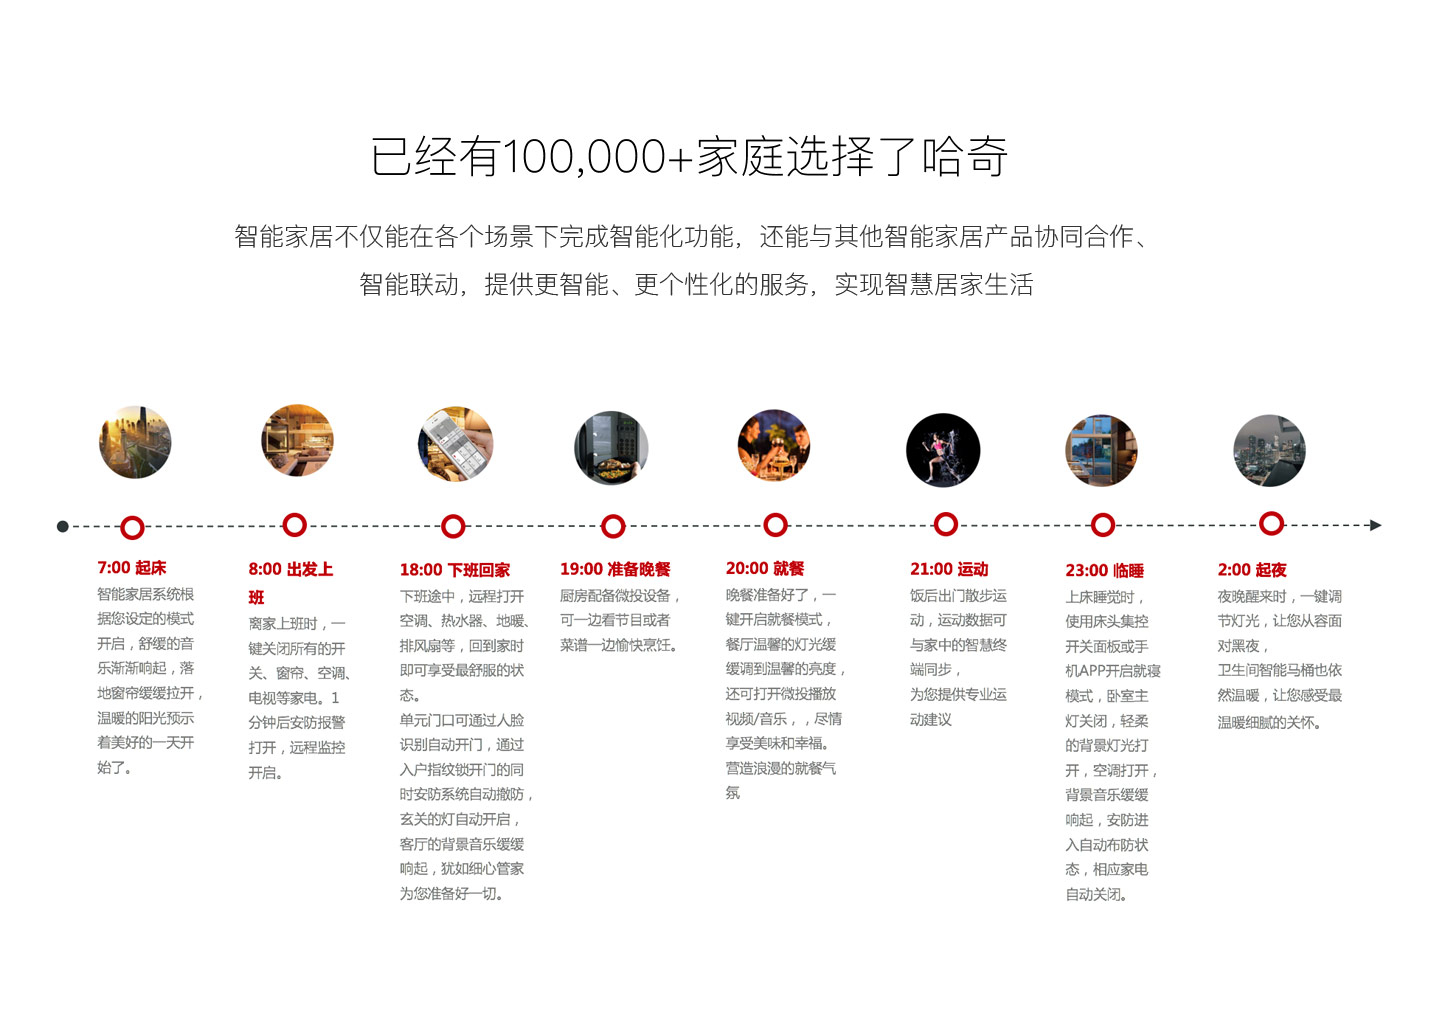 已经有100,000+家庭选择了哈奇
智能家居不仅能在各个场景下完成智能化功能，还能与其他智能家居产品协同合作、
智能联动，提供更智能、更个性化的服务，实现智慧居家生活
7:00 起床
智能家居系统根
据您设定的模式
开启，舒缓的音
乐渐渐响起，落
地窗帘缓缓拉开，
温暖的阳光预示
着美好的一天开
始了。
8:00 出发上
班
离家上班时，一
键关闭所有的开
关、窗帘、空调、
电视等家电。1
分钟后安防报警
打开，远程监控
开启。
18:00 下班回家
下班途中，远程打开
空调、热水器、地暖、
排风扇等，回到家时
即可享受最舒服的状
态。
单元门口可通过人脸
识别自动开门，通过
入户指纹锁开门的同
时安防系统自动撤防，
玄关的灯自动开启，
客厅的背景音乐缓缓
响起，犹如细心管家
为您准备好一切。
19:00 准备晚餐
厨房配备微投设备，
可一边看节目或者
菜谱一边愉快烹饪。
20:00 就餐
晚餐准备好了，一
键开启就餐模式，
餐厅温馨的灯光缓
缓调到温馨的亮度，
还可打开微投播放
视频/音乐，，尽情
享受美味和幸福。
营造浪漫的就餐气
氛
21:00 运动
饭后出门散步运
动，运动数据可
与家中的智慧终
端同步，
为您提供专业运
动建议
23:00 临睡
上床睡觉时，
使用床头集控
开关面板或手
机APP开启就寝
模式，卧室主
灯关闭，轻柔
的背景灯光打
开，空调打开，
背景音乐缓缓
响起，安防进
入自动布防状
态，相应家电
自动关闭。
2:00 起夜
夜晚醒来时，一键调
节灯光，让您从容面
对黑夜，
卫生间智能马桶也依
然温暖，让您感受最
温暖细腻的关怀。